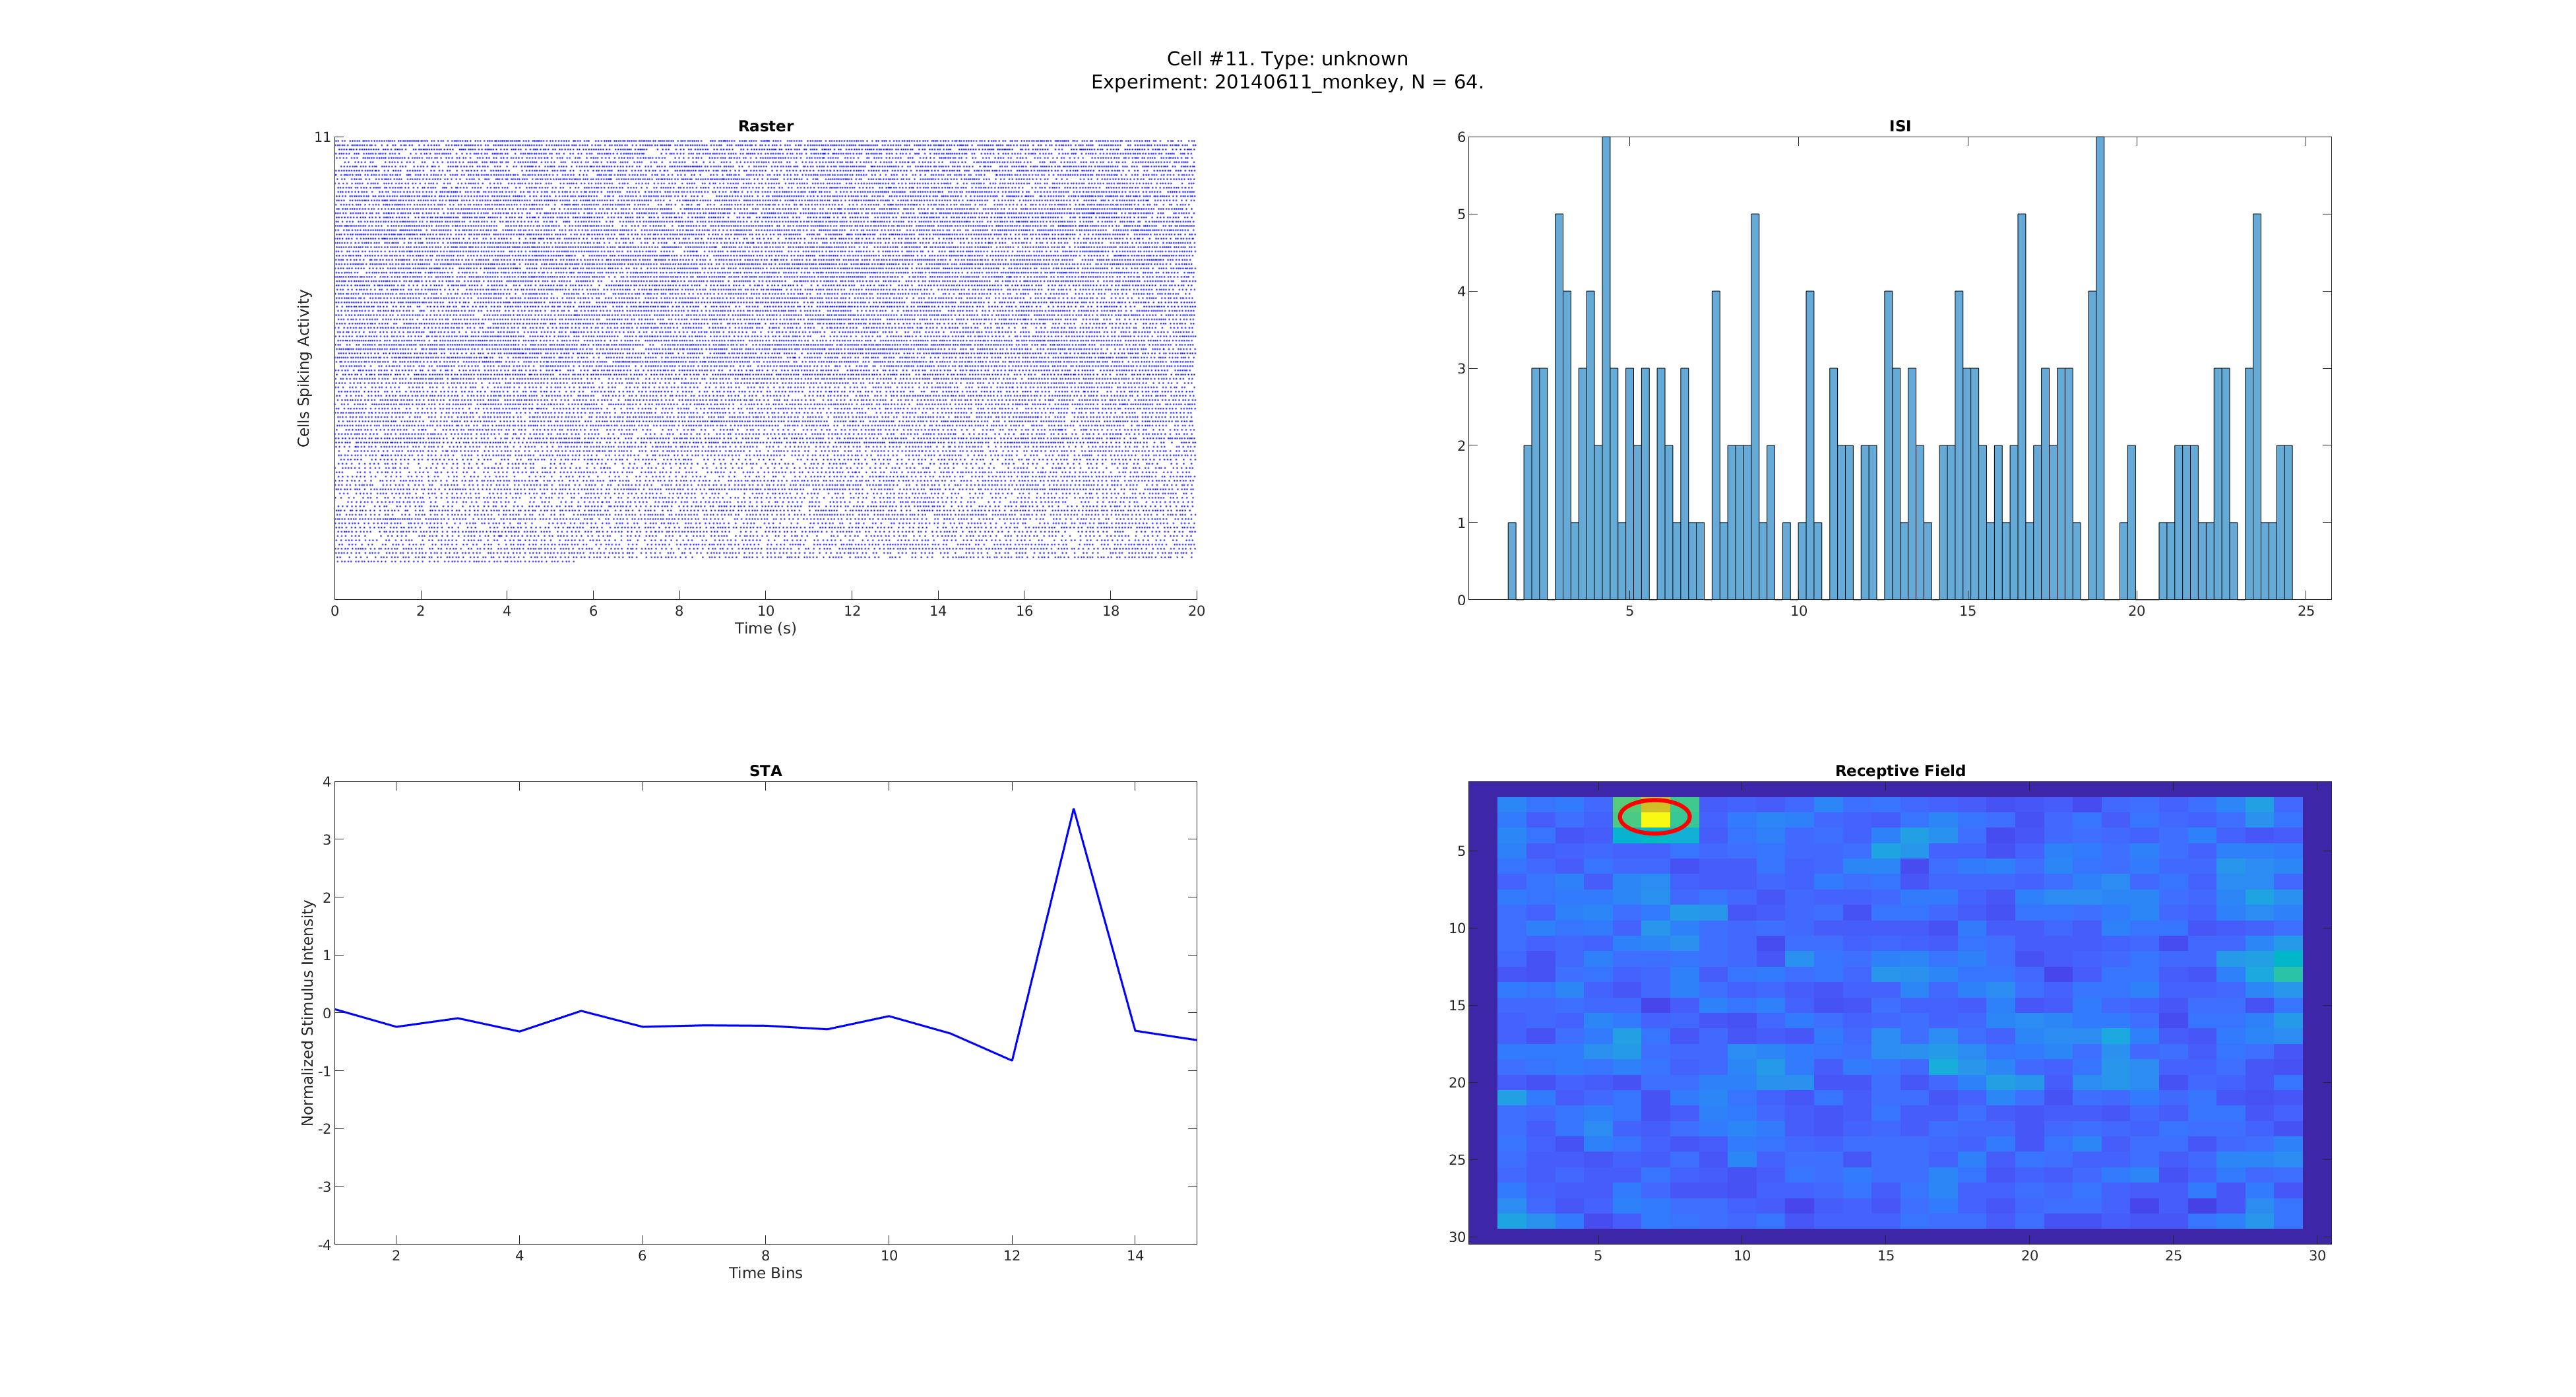 Cell #11. Type: unknown
Experiment: 20140611_monkey, N = 64.
Raster
11
Cells Spiking Activity
0 2 4 6 8 10 12 14 16 18 20
Time (s)
ISI
6
5
4
3
2
1
0
5 10 15 20 25
STA
4
3
2
1
0
-1
-2
-3
-4
Normalized Stimulus Intensity
2 4 6 8 10 12 14
Time Bins
Receptive Field
5
10
15
20
25
30
5 10 15 20 25 30